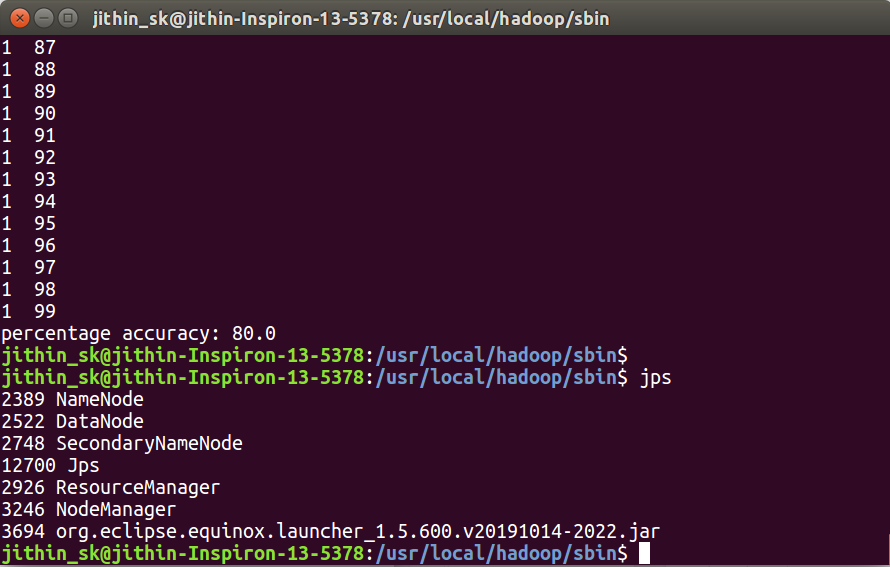 jithin_sk@jithin-Inspiron-13-5378: /usr/local/hadoop/sbin
1  87
1  88
1  89
1  90
1  91
1  92
1  93
1  94
1  95
1  96
1  97
1  98
1  99
percentage accuracy: 80.0
jithin_sk@jithin-Inspiron-13-5378:/usr/local/hadoop/sbin$
jithin_sk@jithin-Inspiron-13-5378:/usr/local/hadoop/sbin$ jps
2389 NameNode
2522 DataNode
2748 SecondaryNameNode
12700 Jps
2926 ResourceManager
3246 NodeManager
3694 org.eclipse.equinox.launcher_1.5.600.v20191014-2022.jar
jithin_sk@jithin-Inspiron-13-5378:/usr/local/hadoop/sbin$